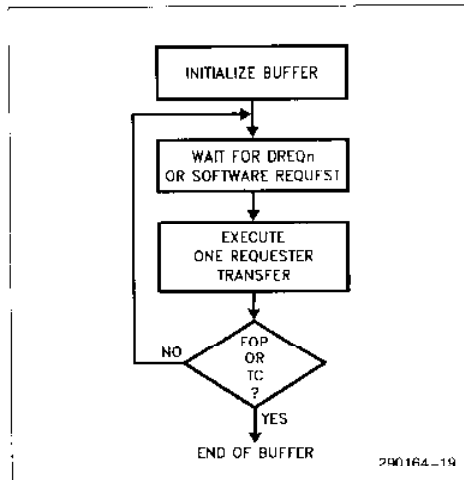 INITIALIZE BUFFER
WAIT FOR DREQn
OR SOFTWARE REQUEST
EXECUTE
ONE REQUESTER
TRANSFER
NO
EOP
OR
TC
?
YES
END OF BUFFER
290164-19